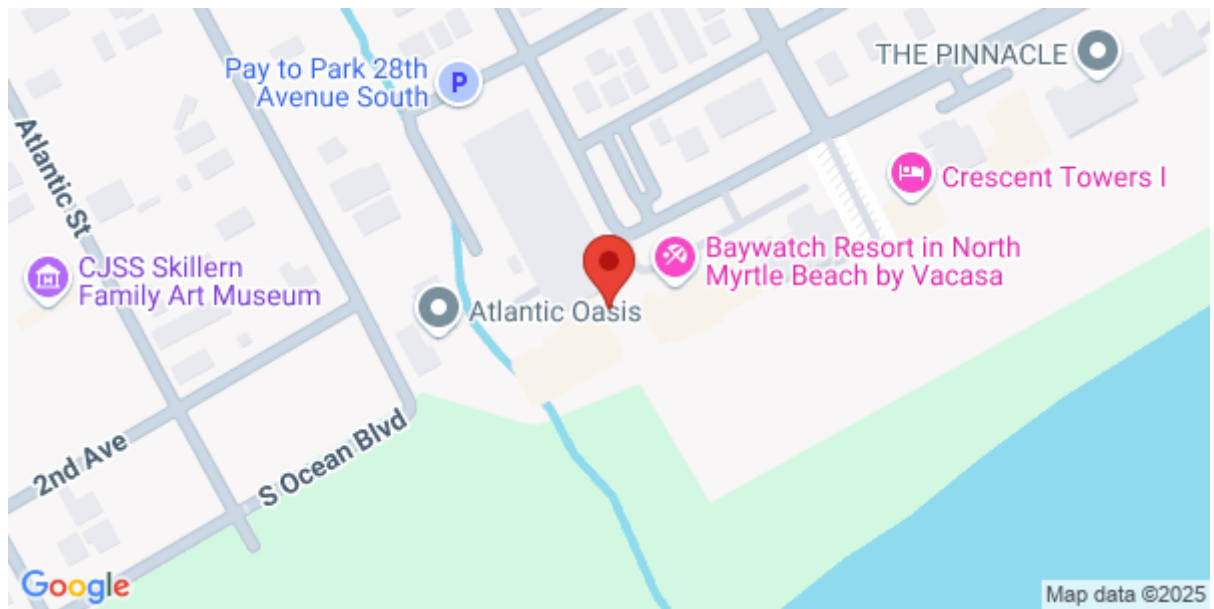 THE PINNACLE
Pay to Park 28th
Avenue South
P
Atlantic St
Crescent Towers I
Baywatch Resort in North
Myrtle Beach by Vacasa
CJSS Skillern
Family Art Museum
Atlantic Oasis
2nd Ave
S Ocean Blvd
Google
Map data ©2025